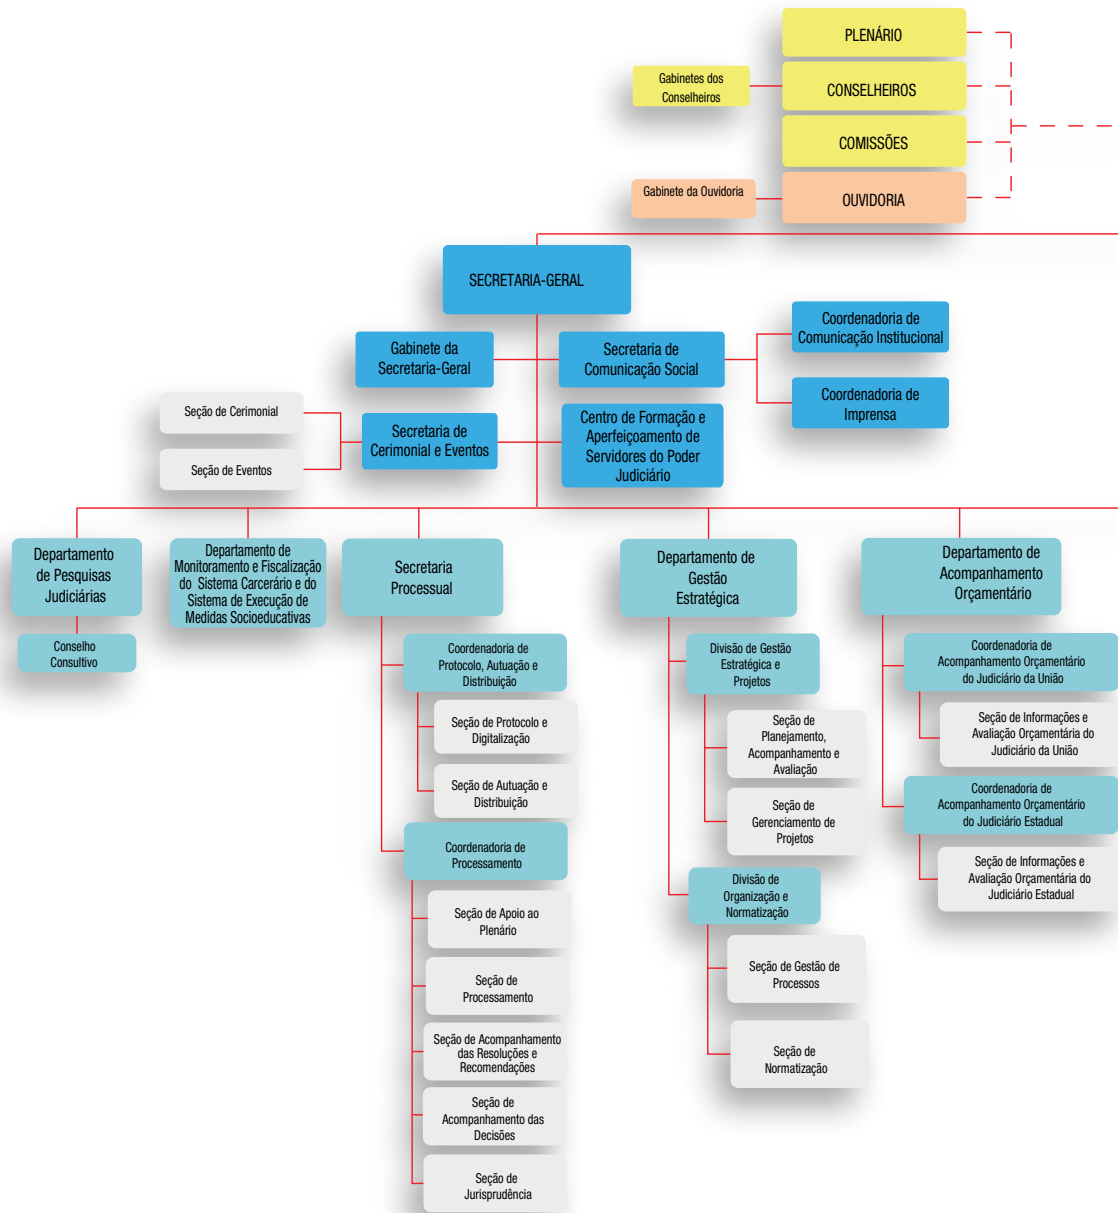 PLENÁRIO
Gabinetes dos
Conselheiros
CONSELHEIROS
COMISSÕES
Gabinete da Ouvidoria
OUVIDORIA
SECRETARIA-GERAL
Gabinete da
Secretaria-Geral
Secretaria de
Comunicação Social
Coordenadoria de
Comunicação Institucional
Coordenadoria de
Imprensa
Seção de Cerimonial
Seção de Eventos
Secretaria de
Cerimonial e Eventos
Centro de Formação e
Aperfeiçoamento de
Servidores do Poder
Judiciário
Departamento
de Pesquisas
Judiciárias
Conselho
Consultivo
Departamento de
Monitoramento e Fiscalização
do Sistema Carcerário e do
Sistema de Execução de
Medidas Socioeducativas
Secretaria
Processual
Coordenadoria de
Protocolo, Autuação e
Distribuição
Seção de Protocolo e
Digitalização
Seção de Autuação e
Distribuição
Coordenadoria de
Processamento
Seção de Apoio ao
Plenário
Seção de
Processamento
Seção de Acompanhamento
das Resoluções e
Recomendações
Seção de
Acompanhamento das
Decisões
Seção de
Jurisprudência
Departamento de
Gestão
Estratégica
Divisão de Gestão
Estratégica e
Projetos
Seção de
Planejamento,
Acompanhamento e
Avaliação
Seção de
Gerenciamento de
Projetos
Divisão de
Organização e
Normatização
Seção de Gestão de
Processos
Seção de
Normatização
Departamento de
Acompanhamento
Orçamentário
Coordenadoria de
Acompanhamento Orçamentário
do Judiciário da União
Seção de Informações e
Avaliação Orçamentária do
Judiciário da União
Coordenadoria de
Acompanhamento Orçamentário
do Judiciário Estadual
Seção de Informações e
Avaliação Orçamentária do
Judiciário Estadual